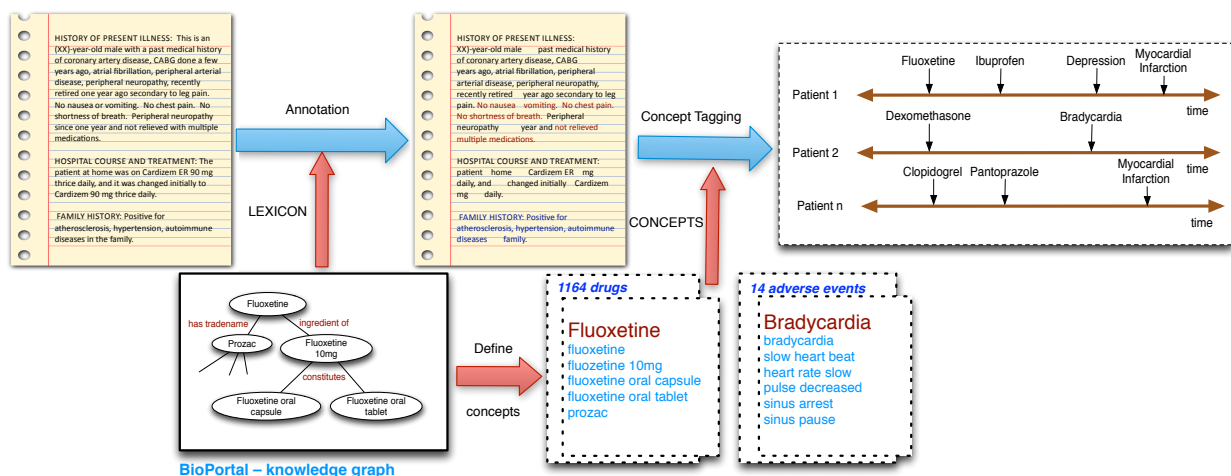 HISTORY OF PRESENT ILLNESS: This is an
(XX)-year-old male with a past medical history
of coronary artery disease, CABG done a few
years ago, atrial fibrillation, peripheral arterial
disease, peripheral neuropathy, recently
retired one year ago secondary to leg pain.
No nausea or vomiting. No chest pain. No
shortness of breath. Peripheral neuropathy
since one year and not relieved with multiple
medications.
HOSPITAL COURSE AND TREATMENT: The
patient at home was on Cardizem ER 90 mg
thrice daily, and it was changed initially to
Cardizem 90 mg thrice daily.
FAMILY HISTORY: Positive for
atherosclerosis, hypertension, autoimmune
diseases in the family.
Annotation
LEXICON
HISTORY OF PRESENT ILLNESS:
XX)-year-old male past medical history
of coronary artery disease, CABG
years ago, atrial fibrillation, peripheral
arterial disease, peripheral neuropathy,
recently retired year ago secondary to leg
pain. No nausea vomiting. No chest pain.
No shortness of breath. Peripheral
neuropathy year and not relieved
multiple medications.
HOSPITAL COURSE AND TREATMENT:
patient home Cardizem ER mg
daily, and changed initially Cardizem
mg daily.
FAMILY HISTORY: Positive for
atherosclerosis, hypertension, autoimmune
diseases family.
Concept Tagging
CONCEPTS
Fluoxetine Ibuprofen Depression Myocardial
Infarction
Patient 1
time
Dexomethasone Bradycardia
Patient 2
time
Clopidogrel Pantoprazole Myocardial
Infarction
Patient n
time
Fluoxetine
has tradename ingredient of
Prozac
Fluoxetine
10mg
constitutes
Fluoxetine oral
capsule
Fluoxetine oral
tablet
BioPortal – knowledge graph
Define
concepts
1164 drugs
Fluoxetine
fluoxetine
fluozetine 10mg
fluoxetine oral capsule
fluoxetine oral tablet
prozac
14 adverse events
Bradycardia
bradycardia
slow heart beat
heart rate slow
pulse decreased
sinus arrest
sinus pause